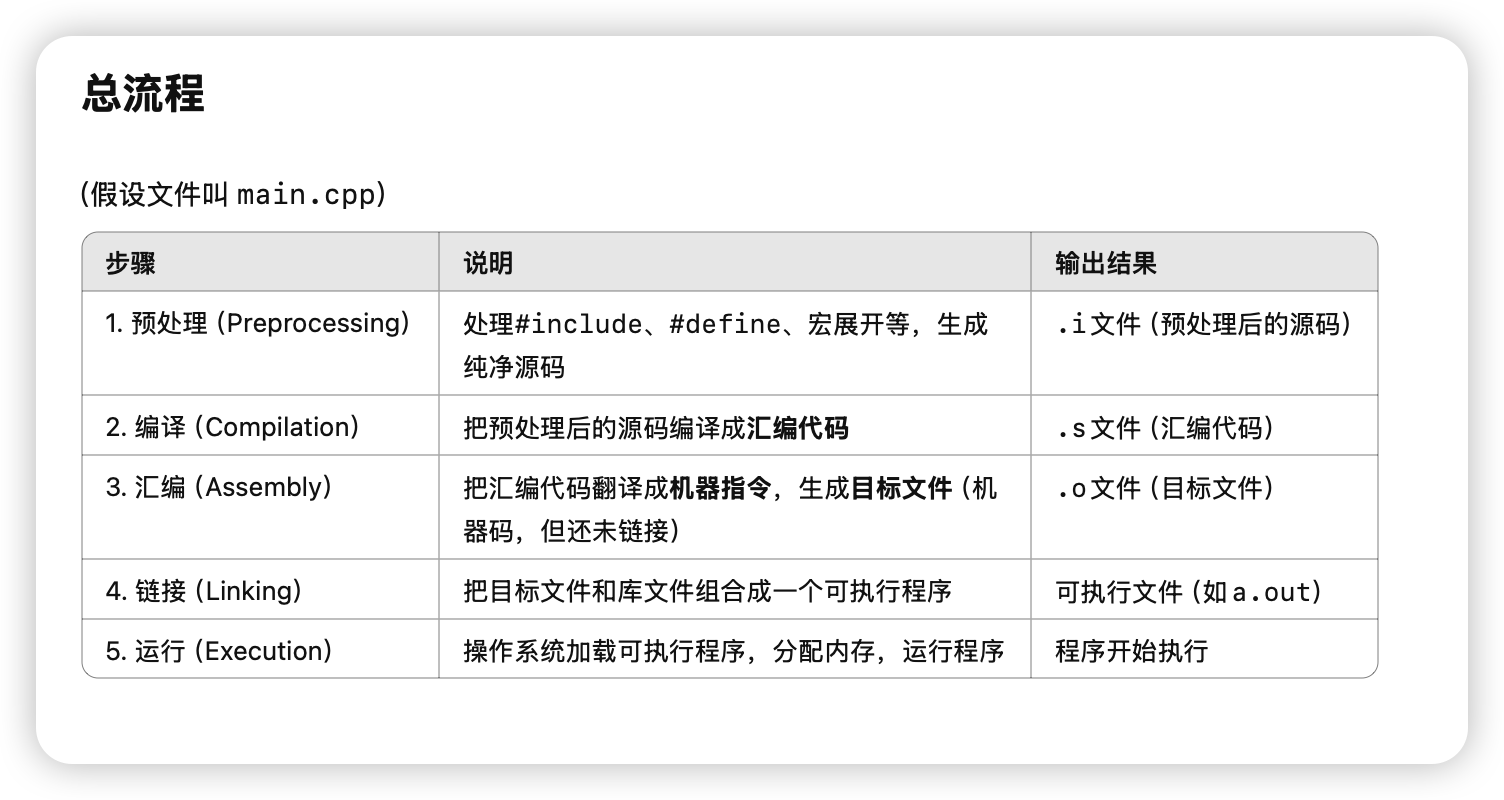 总流程
(假设文件叫 main.cpp)
步骤 说明 输出结果
1. 预处理 (Preprocessing) 处理#include、#define、宏展开等，生成 .i文件 (预处理后的源码)
纯净源码
2. 编译 (Compilation) 把预处理后的源码编译成汇编代码 .s文件 (汇编代码)
3. 汇编 (Assembly) 把汇编代码翻译成机器指令，生成目标文件 (机 .o文件 (目标文件)
器码，但还未链接)
4. 链接 (Linking) 把目标文件和库文件组合成一个可执行程序 可执行文件 (如 a.out)
5. 运行 (Execution) 操作系统加载可执行程序，分配内存，运行程序 程序开始执行